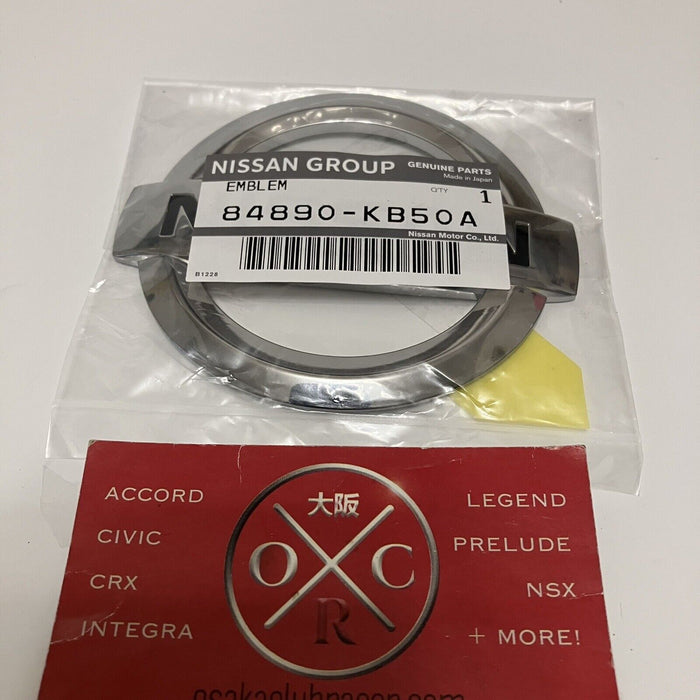 NISSAN GROUP GENUINE PARTS
Made in Japan
EMBLEM Q'TY 1
84890-KB50A
Nissan Motor Co., Ltd.
B1228
N N
大阪
O C
R
ACCORD
CIVIC
CRX
INTEGRA
LEGEND
PRELUDE
NSX
+ MORE!